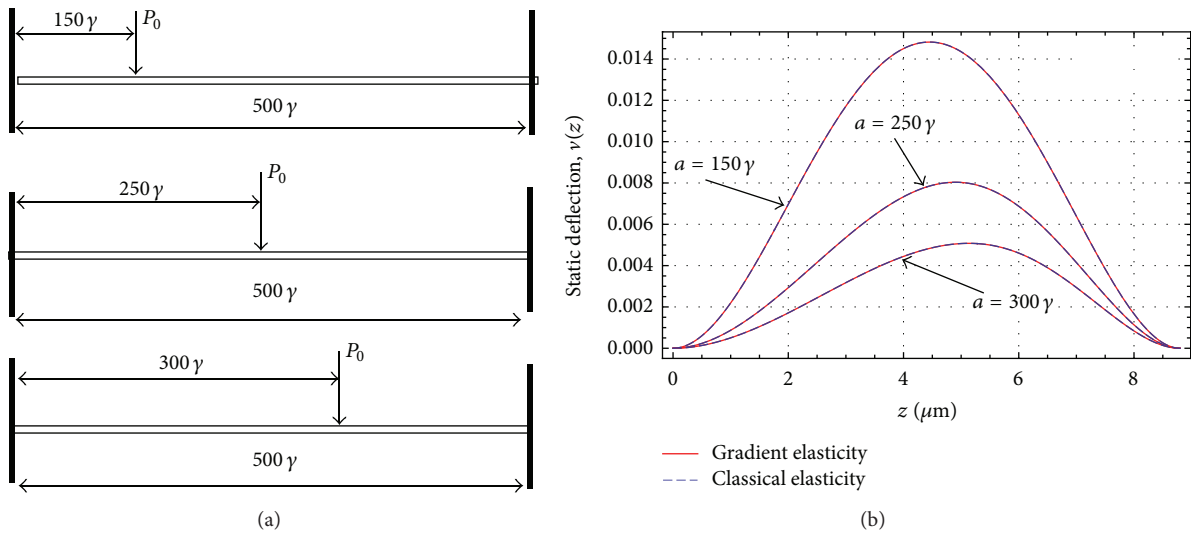 150 γ
P₀
500 γ
250 γ
P₀
500 γ
300 γ
P₀
500 γ
(a)
Static deflection, v(z)
0.014
0.012
0.010
0.008
0.006
0.004
0.002
0.000
a = 150 γ
a = 250 γ
a = 300 γ
0 2 4 6 8
z (μm)
Gradient elasticity
Classical elasticity
(b)